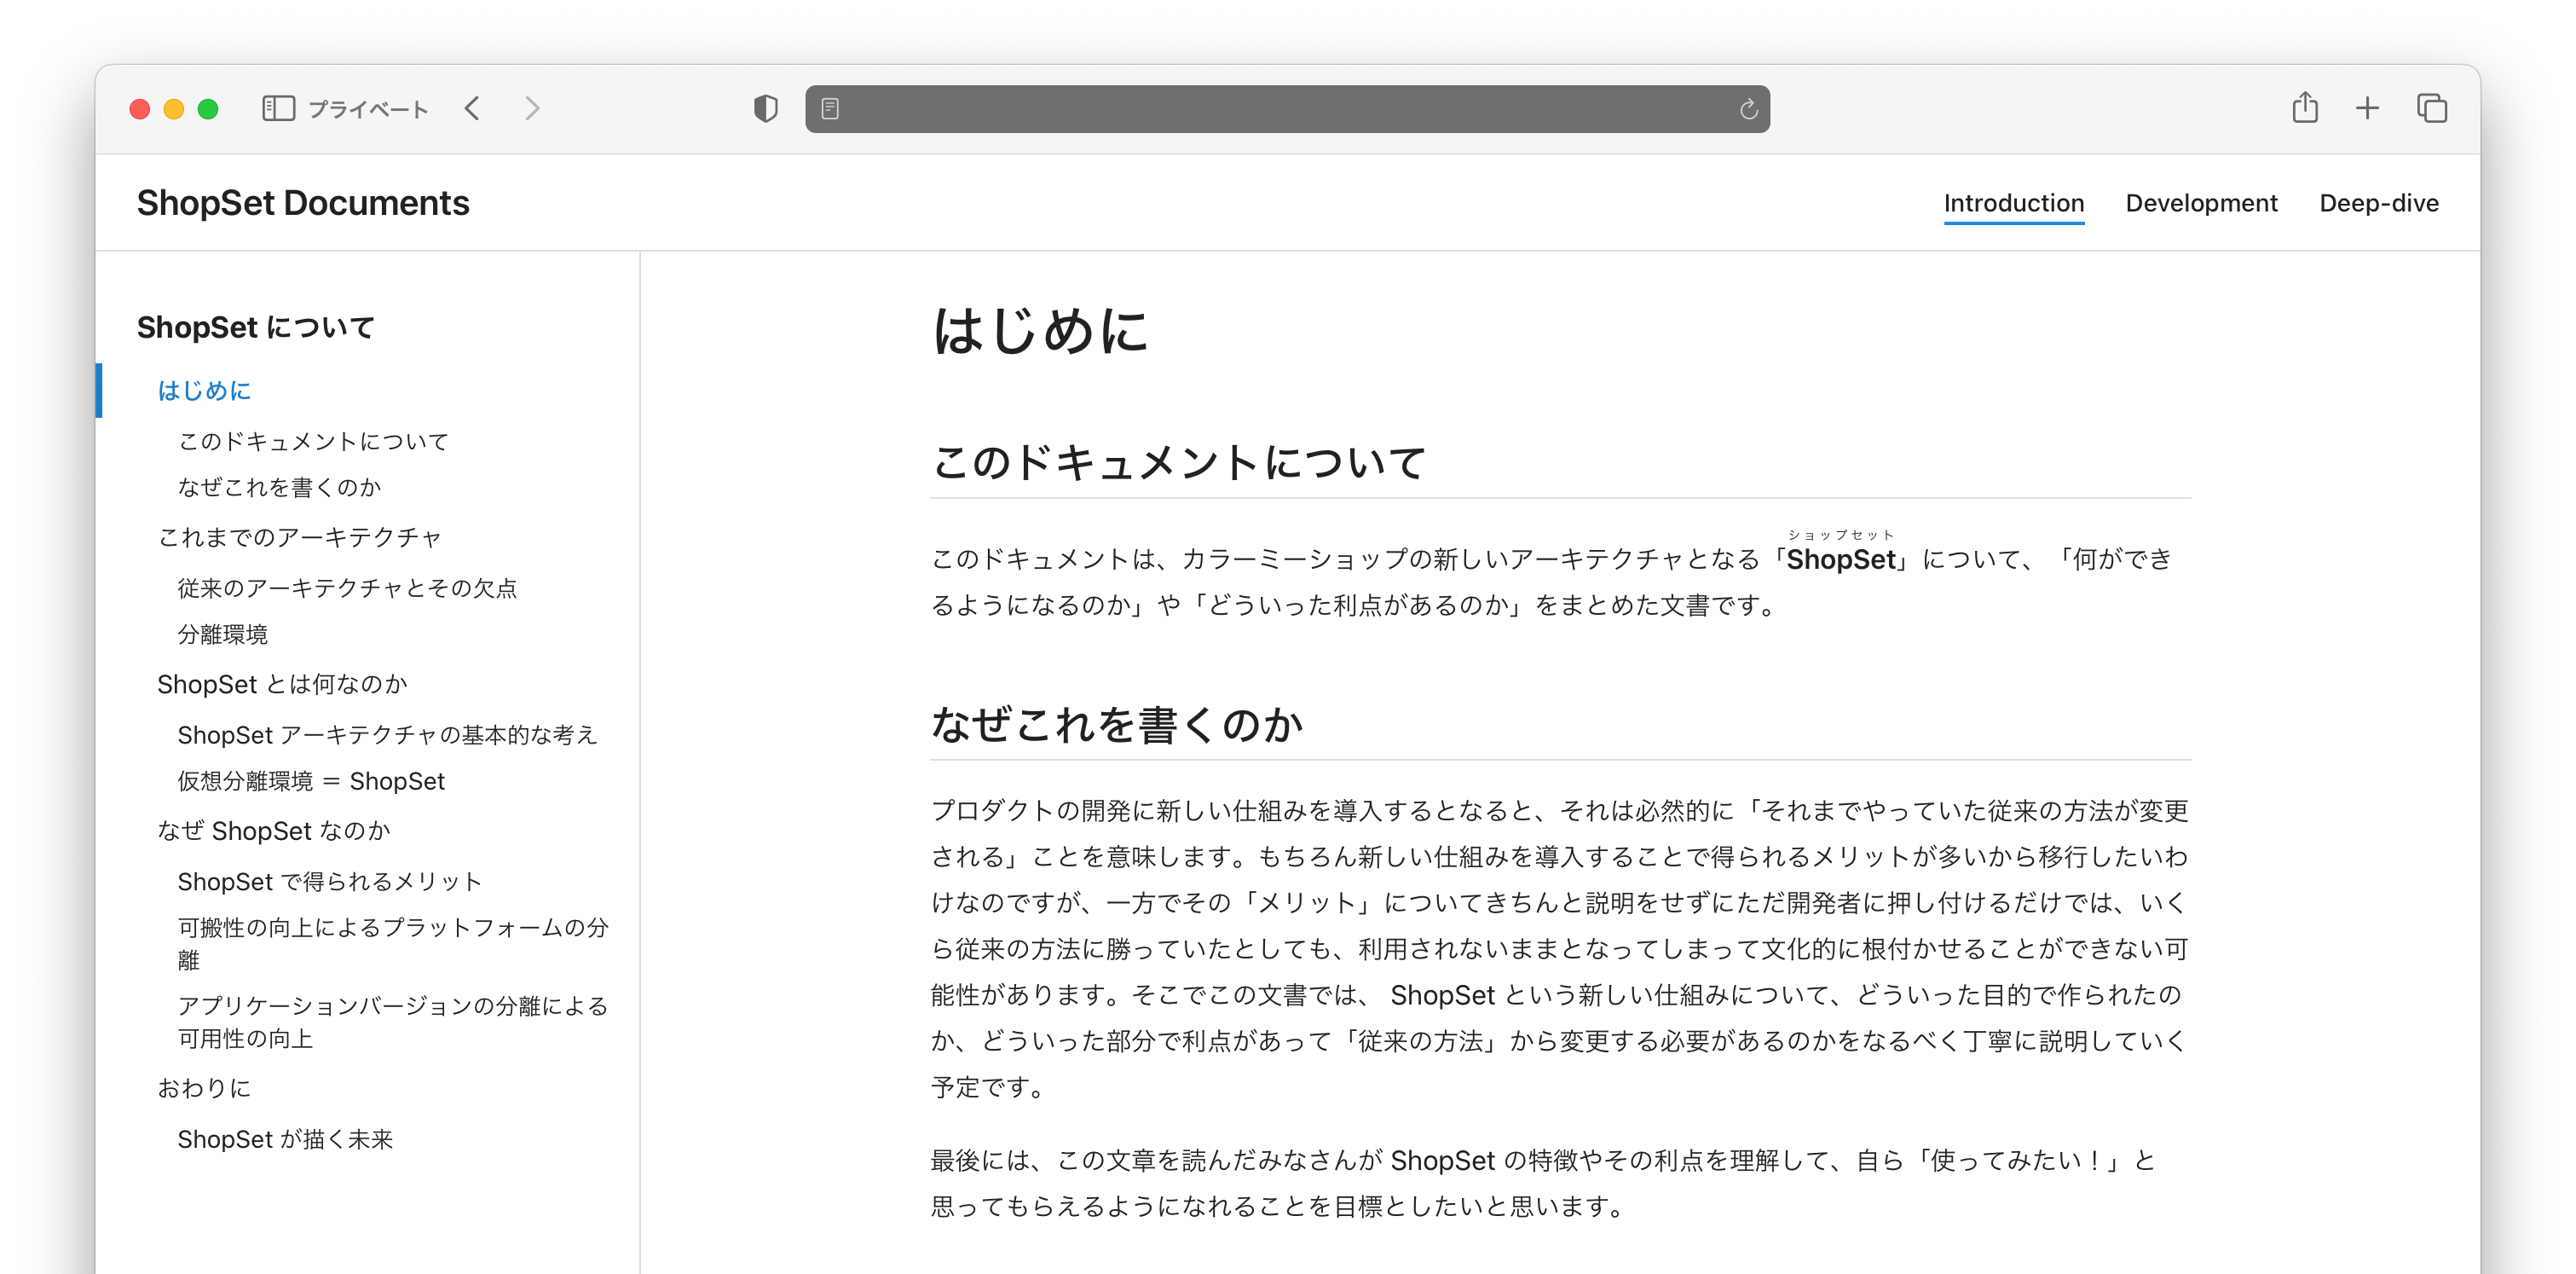 プライベート
ShopSet Documents
Introduction
Development
Deep-dive
ShopSet について
はじめに
このドキュメントについて
なぜこれを書くのか
これまでのアーキテクチャ
従来のアーキテクチャとその欠点
分離環境
ShopSet とは何なのか
ShopSet アーキテクチャの基本的な考え
仮想分離環境 = ShopSet
なぜ ShopSet なのか
ShopSet で得られるメリット
可搬性の向上によるプラットフォームの分
離
アプリケーションバージョンの分離による
可用性の向上
おわりに
ShopSet が描く未来
はじめに
このドキュメントについて
ショップセット
このドキュメントは、カラーミーショップの新しいアーキテクチャとなる「ShopSet」について、「何ができ
るようになるのか」や「どういった利点があるのか」をまとめた文書です。
なぜこれを書くのか
プロダクトの開発に新しい仕組みを導入するとなると、それは必然的に「それまでやっていた従来の方法が変更
される」ことを意味します。もちろん新しい仕組みを導入することで得られるメリットが多いから移行したいわ
けなのですが、一方でその「メリット」についてきちんと説明をせずにただ開発者に押し付けるだけでは、いく
ら従来の方法に勝っていたとしても、利用されないままとなってしまって文化的に根付かせることができない可
能性があります。そこでこの文書では、 ShopSet という新しい仕組みについて、どういった目的で作られたの
か、どういった部分で利点があって「従来の方法」から変更する必要があるのかをなるべく丁寧に説明していく
予定です。
最後には、この文章を読んだみなさんが ShopSet の特徴やその利点を理解して、自ら「使ってみたい！」と
思ってもらえるようになれることを目標としたいと思います。